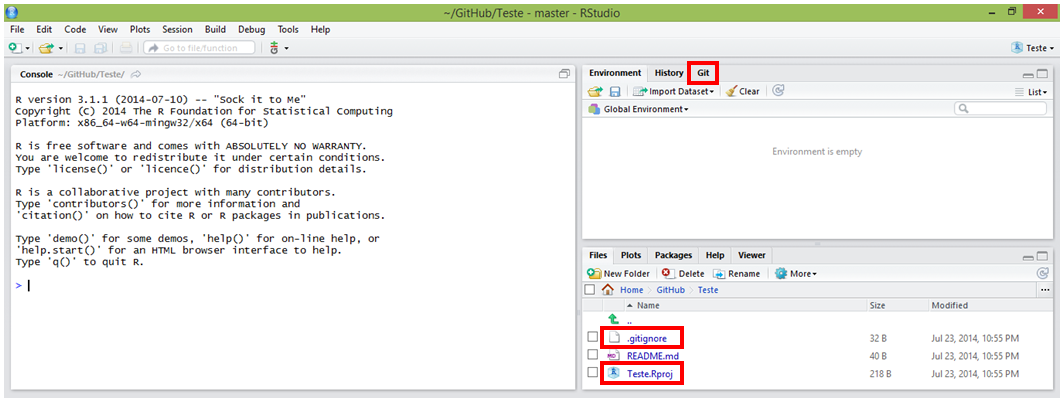 ~/GitHub/Teste - master - RStudio
File Edit Code View Plots Session Build Debug Tools Help
Go to file/function
Teste
Console ~/GitHub/Teste/
R version 3.1.1 (2014-07-10) -- "Sock it to Me"
Copyright (C) 2014 The R Foundation for Statistical Computing
Platform: x86_64-w64-mingw32/x64 (64-bit)
R is free software and comes with ABSOLUTELY NO WARRANTY.
You are welcome to redistribute it under certain conditions.
Type 'license()' or 'licence()' for distribution details.
R is a collaborative project with many contributors.
Type 'contributors()' for more information and
'citation()' on how to cite R or R packages in publications.
Type 'demo()' for some demos, 'help()' for on-line help, or
'help.start()' for an HTML browser interface to help.
Type 'q()' to quit R.
>
Environment History Git
Import Dataset Clear List
Global Environment
Environment is empty
Files Plots Packages Help Viewer
New Folder Delete Rename More
Home GitHub Teste ...
Name Size Modified
..
.gitignore 32 B Jul 23, 2014, 10:55 PM
README.md 40 B Jul 23, 2014, 10:55 PM
Teste.Rproj 218 B Jul 23, 2014, 10:55 PM